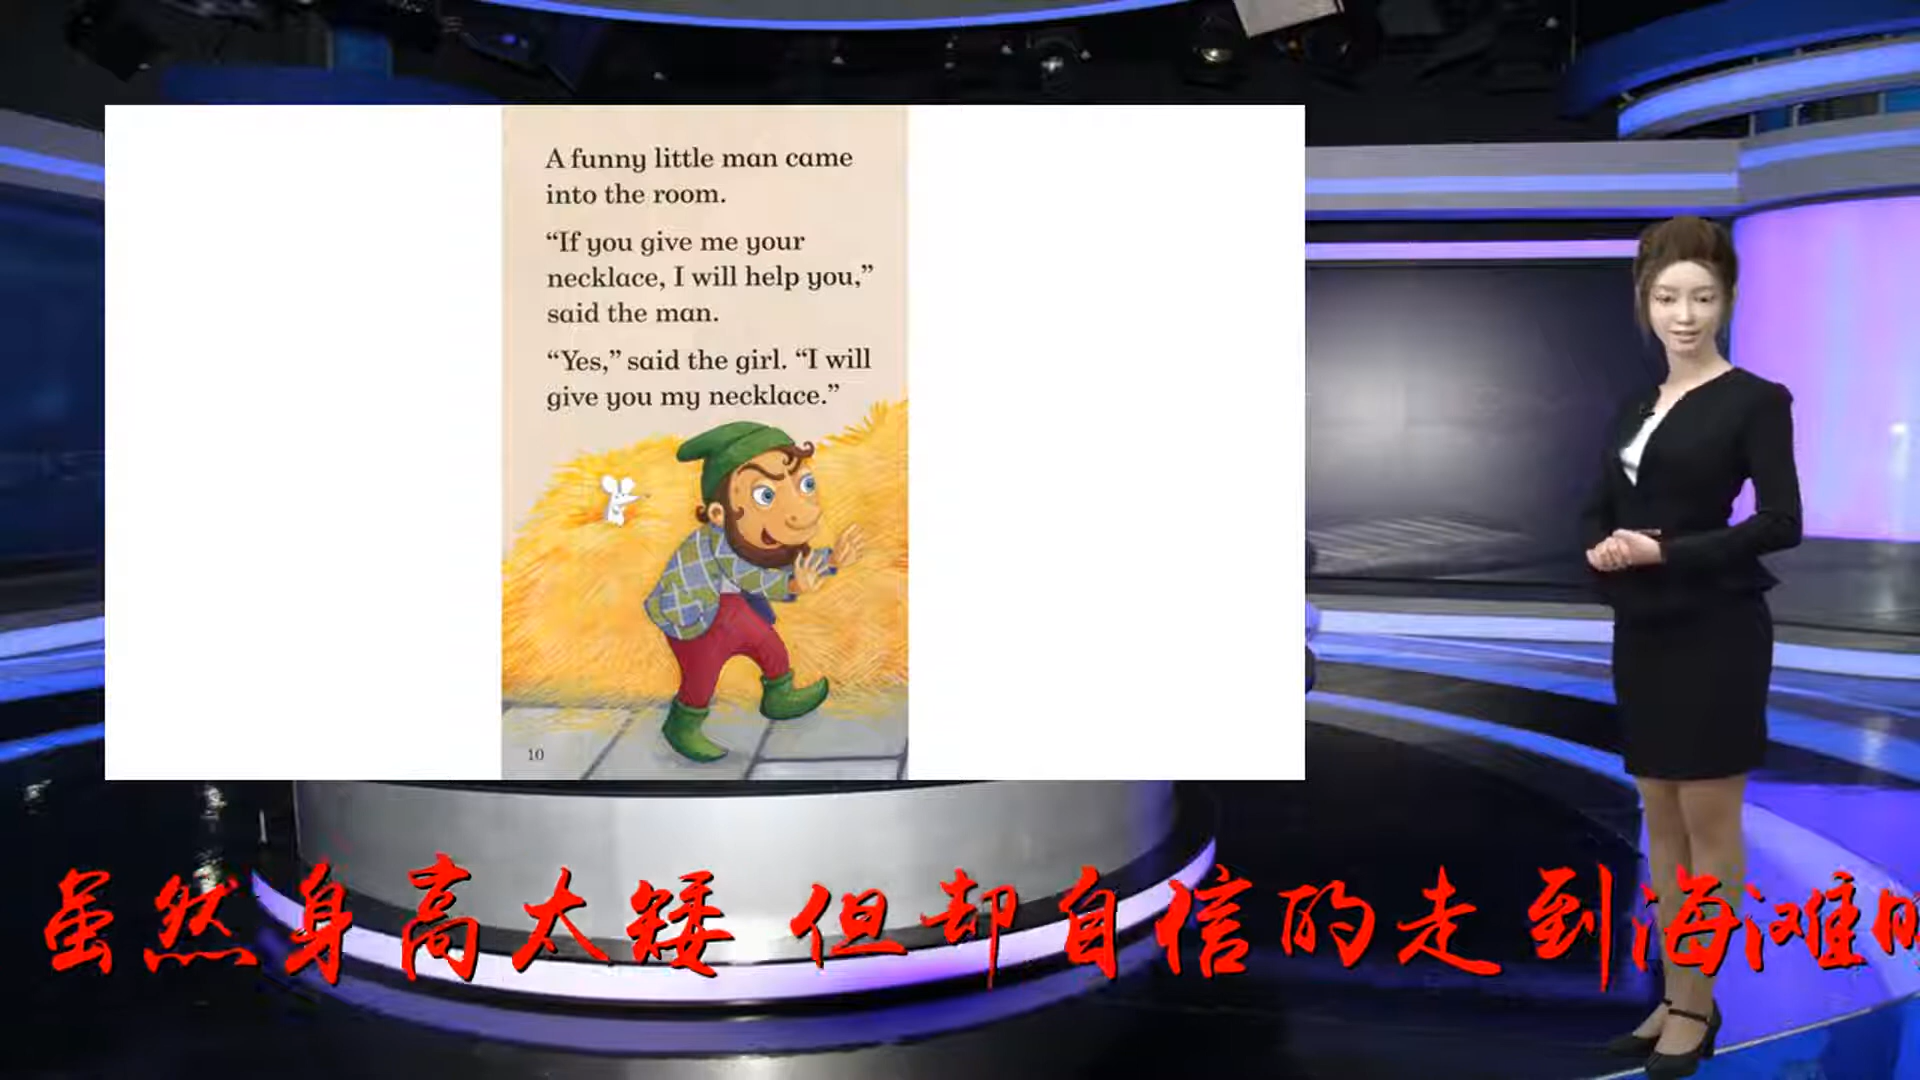 A funny little man came
into the room.
“If you give me your
necklace, I will help you,”
said the man.
“Yes,” said the girl. “I will
give you my necklace.”
10
虽然身高太矮 但却自信的走到海滩